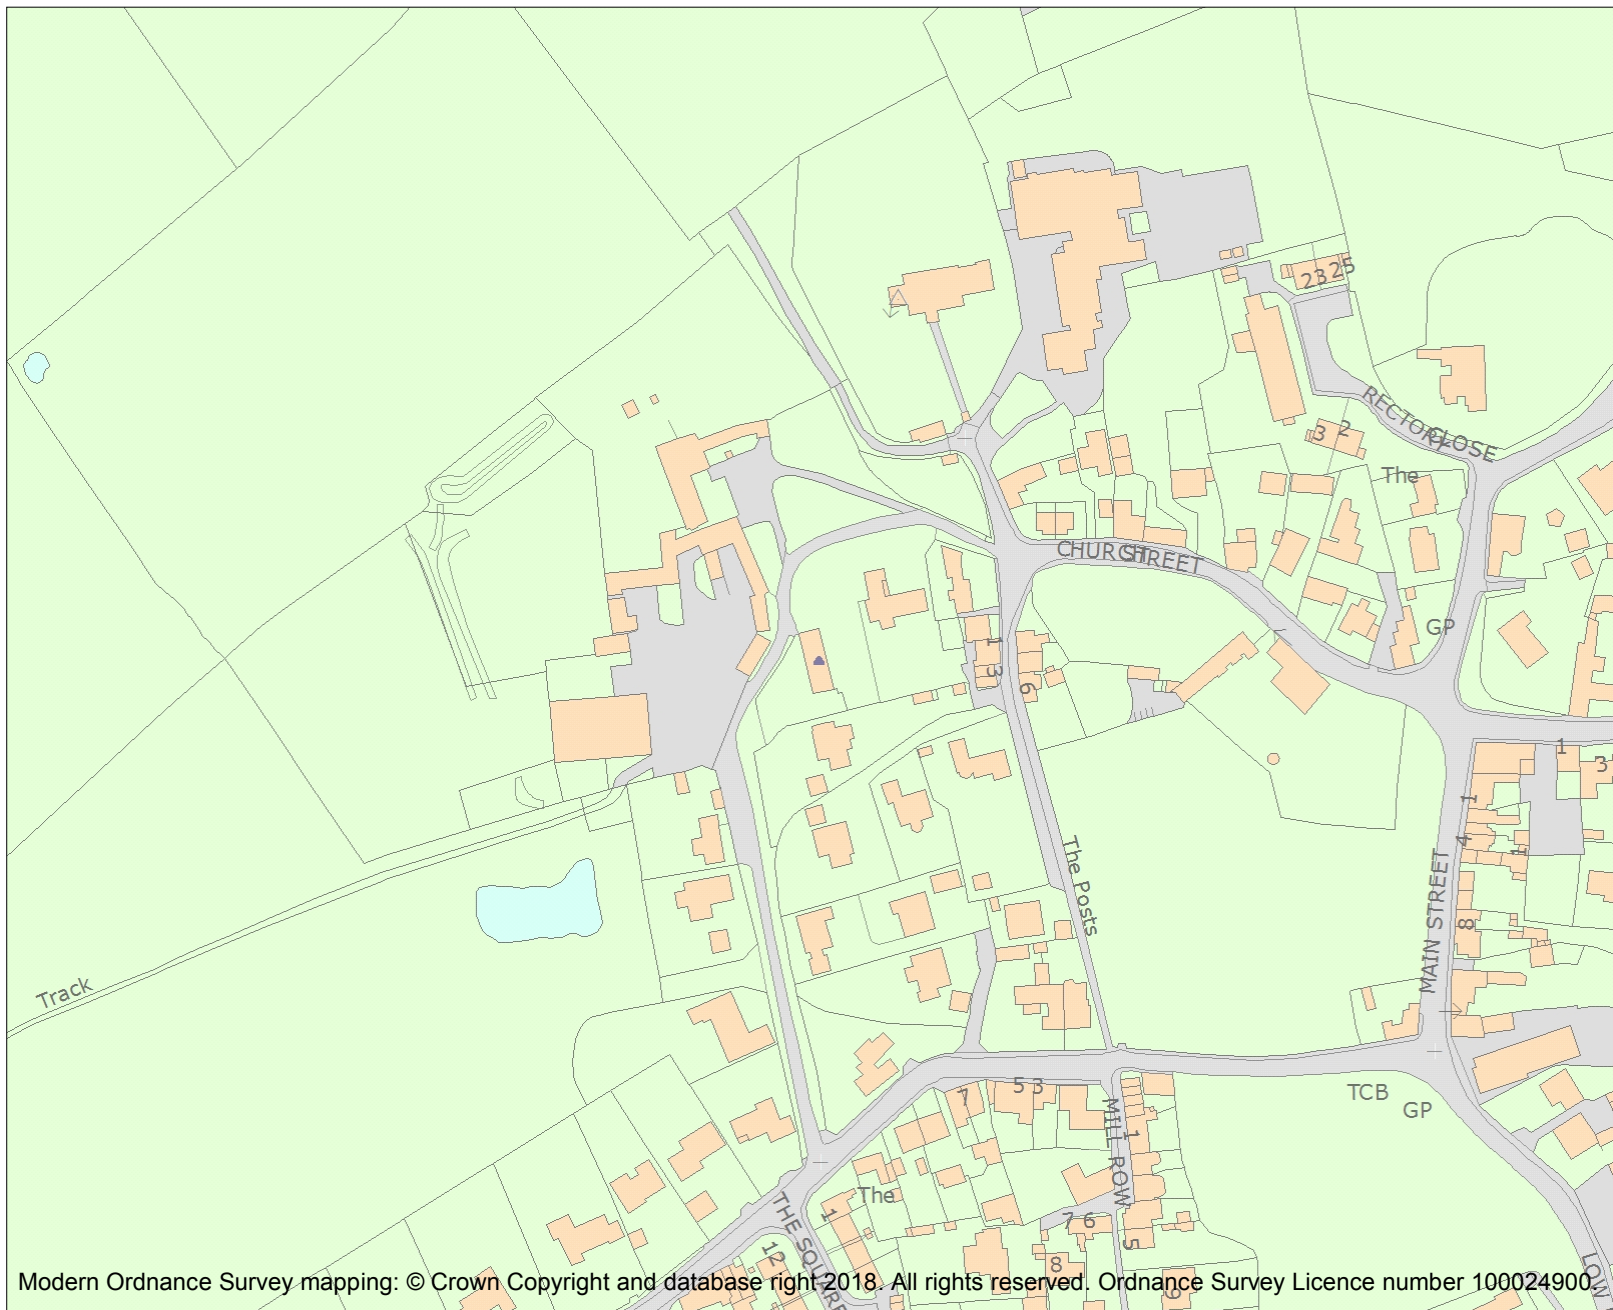 23 25
RECTORY CLOSE
3 2
The
CHURCH STREET
GP
1
3
6
1
3
1
4
1
The Posts
MAIN STREET
8
Track
5 3
7
TCB
GP
MILL ROW
1
The
1
THE SQUARE
7 6
5
12
8
9
LOW
Modern Ordnance Survey mapping: © Crown Copyright and database right 2018. All rights reserved. Ordnance Survey Licence number 100024900.